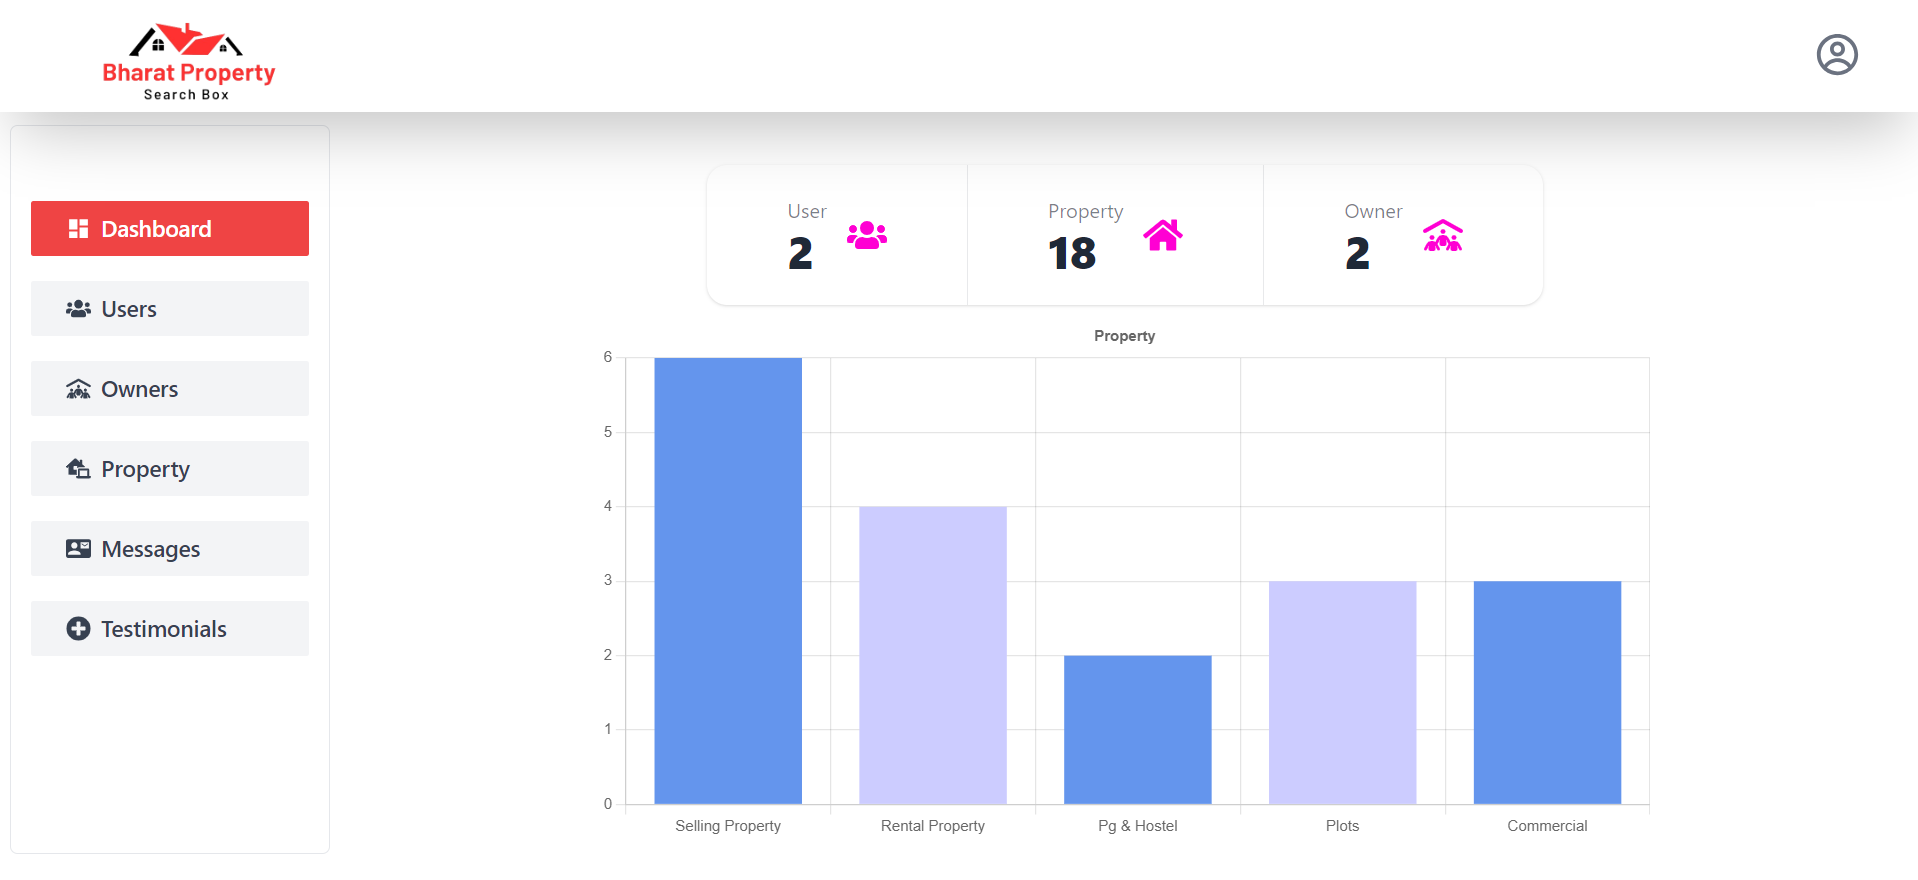 Bharat Property
Search Box
Dashboard
Users
Owners
Property
Messages
Testimonials
User
2
Property
18
Owner
2
Property
6
5
4
3
2
1
0
Selling Property
Rental Property
Pg & Hostel
Plots
Commercial